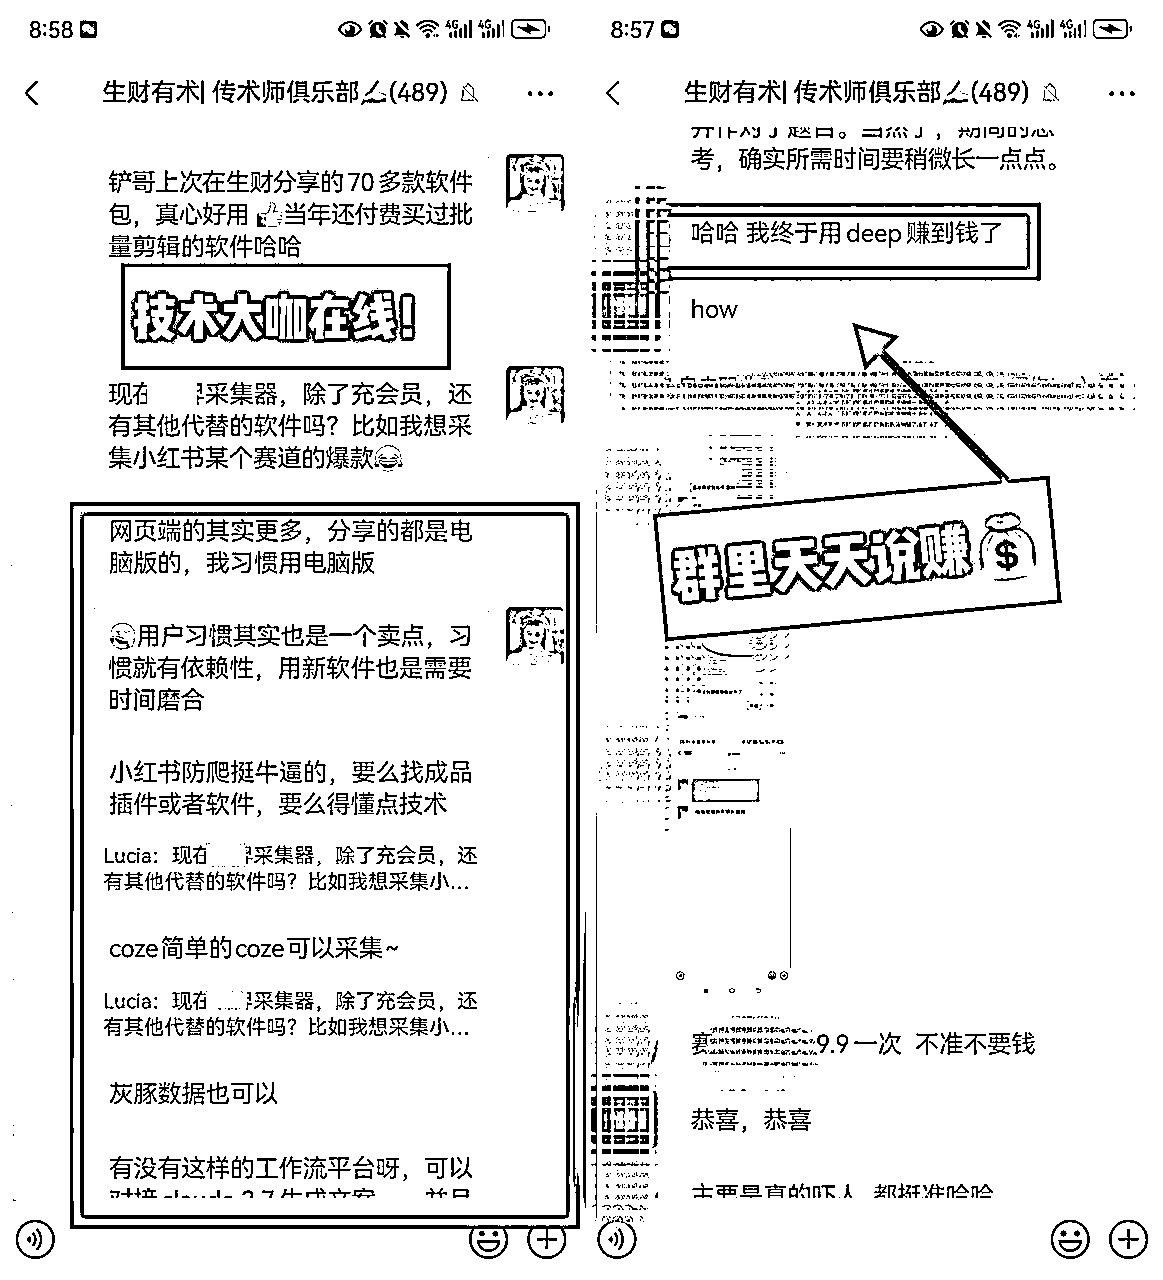 8:58
生财有术| 传术师俱乐部(489)
铲哥上次在生财分享的70多款软件
包，真心好用 当年还付费买过批
量剪辑的软件哈哈
技术大咖在线！
现在 采集器，除了充会员，还
有其他代替的软件吗？比如我想采
集小红书某个赛道的爆款
网页端的其实更多，分享的都是电
脑版的，我习惯用电脑版
用户习惯其实也是一个卖点，习
惯就有依赖性，用新软件也是需要
时间磨合
小红书防爬挺牛逼的，要么找成品
插件或者软件，要么得懂点技术
Lucia：现在 采集器，除了充会员，还
有其他代替的软件吗？比如我想采集小...
coze简单的coze可以采集~
Lucia：现在 采集器，除了充会员，还
有其他代替的软件吗？比如我想采集小...
灰豚数据也可以
有没有这样的工作流平台呀，可以
8:57
生财有术| 传术师俱乐部(489)
考，确实所需时间要稍微长一点点。
哈哈 我终于用deep赚到钱了
how
群里天天说赚
9.9一次 不准不要钱
恭喜，恭喜